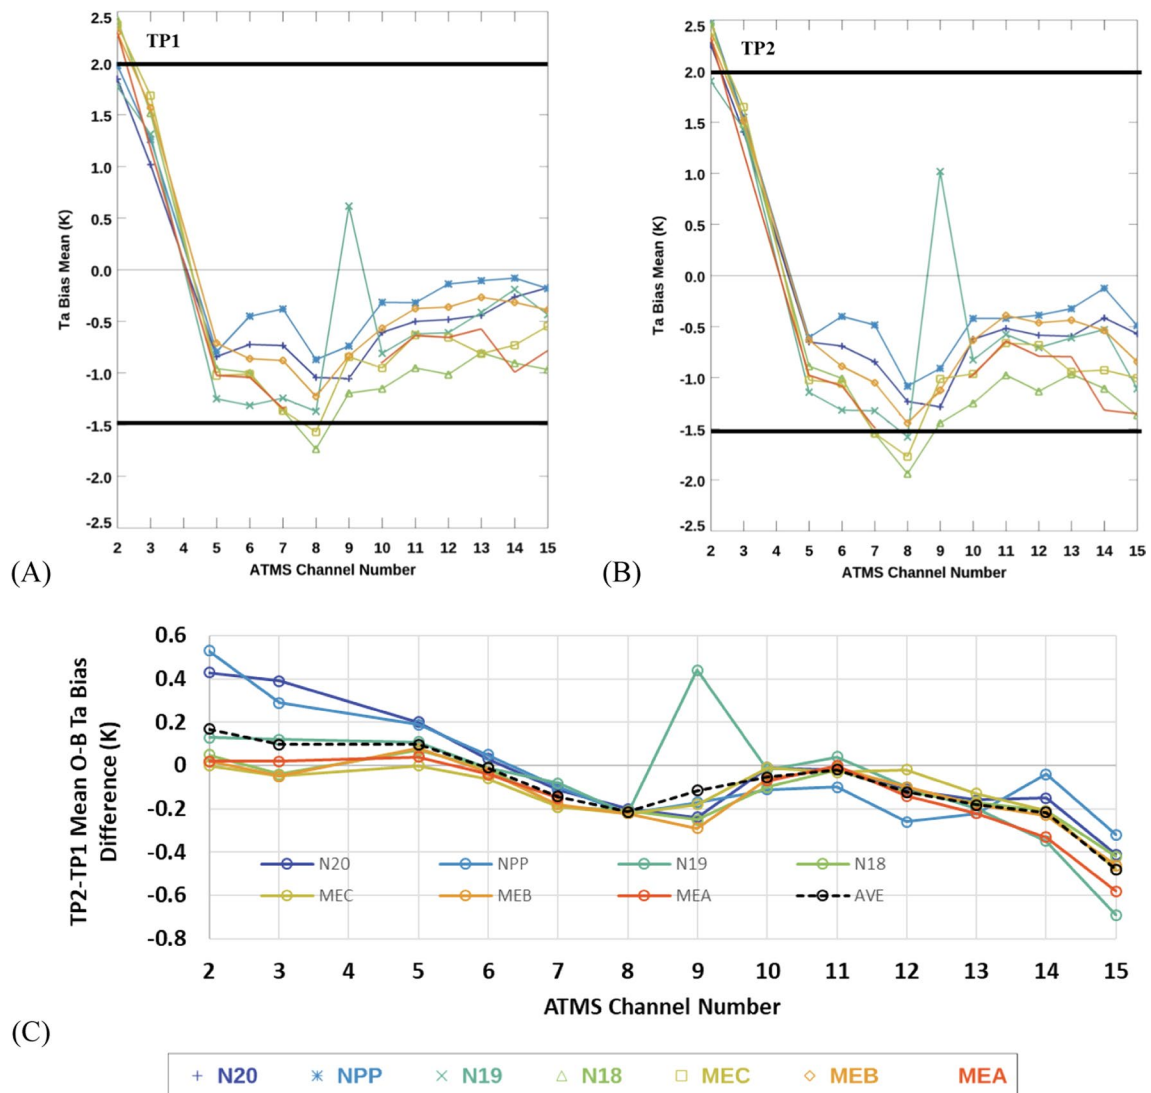 TP1
2.5
2.0
1.5
1.0
0.5
0.0
-0.5
-1.0
-1.5
-2.0
-2.5
Ta Bias Mean (K)
2 3 4 5 6 7 8 9 10 11 12 13 14 15
ATMS Channel Number
(A)
TP2
2.5
2.0
1.5
1.0
0.5
0.0
-0.5
-1.0
-1.5
-2.0
-2.5
Ta Bias Mean (K)
2 3 4 5 6 7 8 9 10 11 12 13 14 15
ATMS Channel Number
(B)
TP2-TP1 Mean O-B Ta Bias
Difference (K)
0.6
0.4
0.2
0
-0.2
-0.4
-0.6
-0.8
N20 NPP N19 N18
MEC MEB MEA AVE
2 3 4 5 6 7 8 9 10 11 12 13 14 15
ATMS Channel Number
(C)
N20 NPP N19 N18 MEC MEB MEA